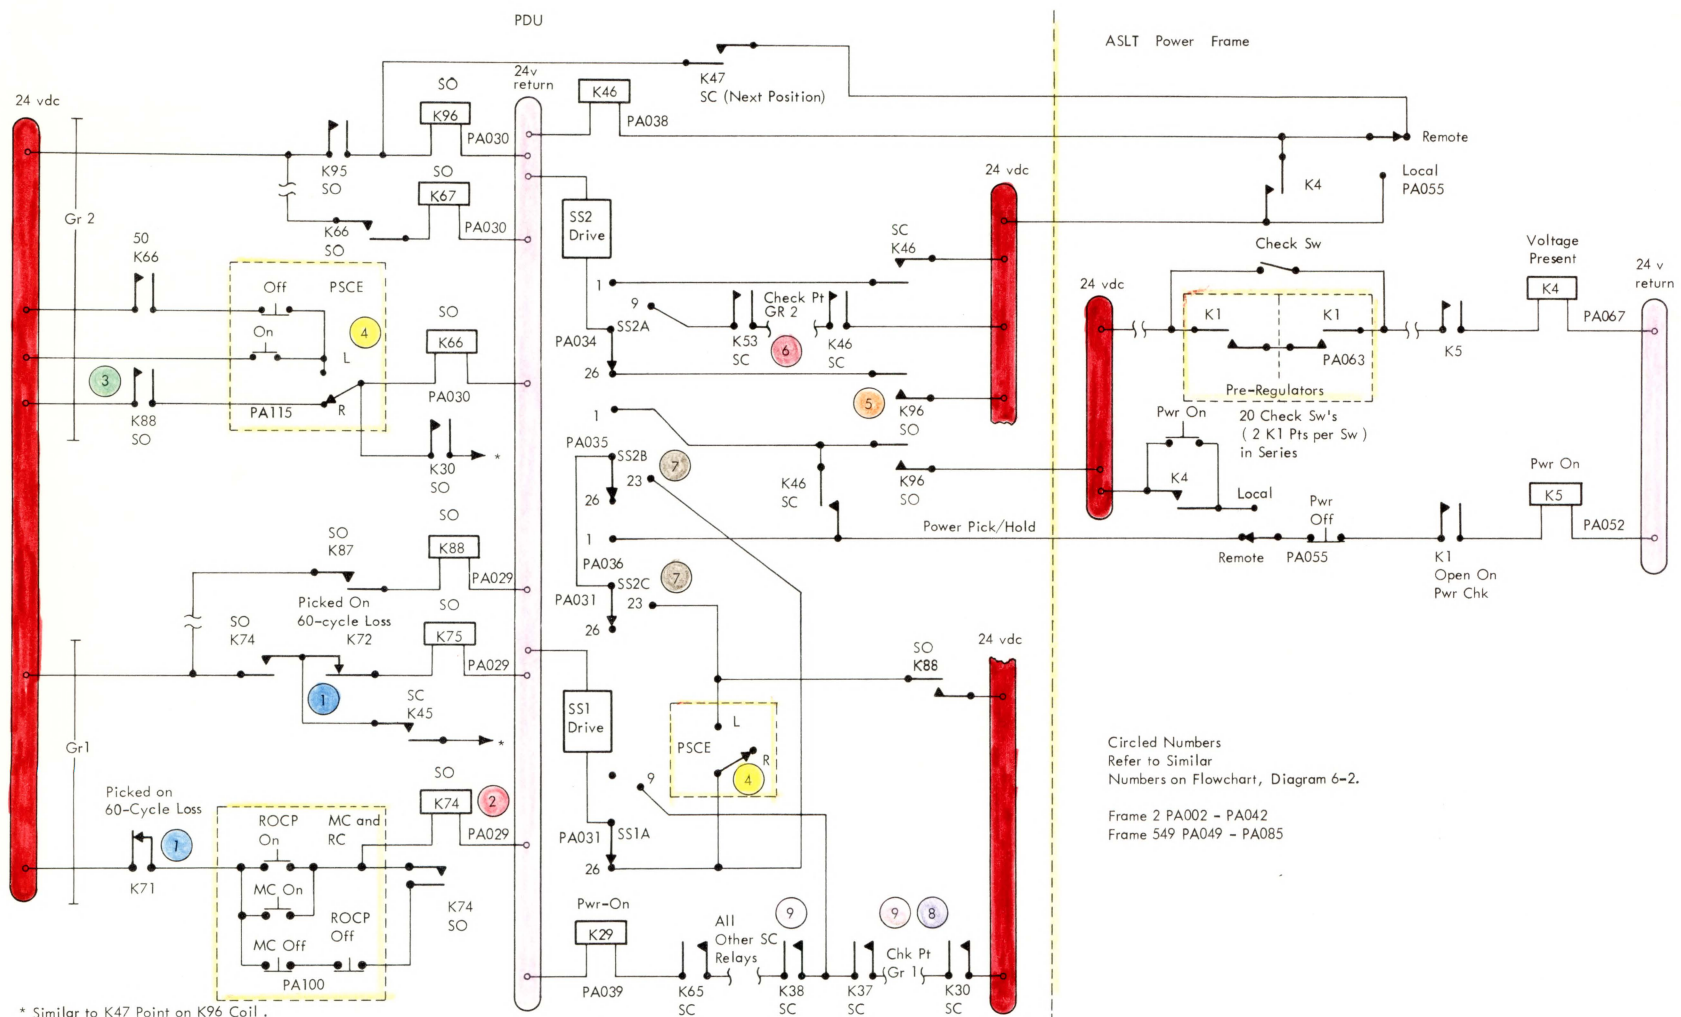 PDU
ASLT Power Frame
24 vdc
SO
K96
PA030
24v
return
K46
PA038
K47
SC (Next Position)
Remote
Local
PA055
K4
K95
SO
SO
K67
PA030
K66
SO
Gr 2
50
K66
Off
PSCE
On
4
L
R
PA115
3
K88
SO
SO
K66
PA030
K30
SO
*
SS2
Drive
24 vdc
SC
K46
1
9
SS2A
PA034
26
K53
SC
Check Pt
GR 2
6
K46
SC
5
K96
SO
1
PA035
SS2B
26
23
7
K46
SC
K96
SO
Power Pick/Hold
1
PA036
SS2C
PA031
26
23
7
24 vdc
Check Sw
K1
K1
PA063
Pre-Regulators
20 Check Sw's
( 2 K1 Pts per Sw )
in Series
K5
Voltage
Present
K4
PA067
24 v
return
Pwr On
K4
Local
Remote
Pwr
Off
PA055
K1
Open On
Pwr Chk
Pwr On
K5
PA052
SO
K87
SO
K88
PA029
Picked On
60-cycle Loss
K72
SO
K74
1
SO
K75
PA029
SC
K45
*
Gr1
SS1
Drive
PSCE
L
R
4
SO
K88
24 vdc
9
PA031
SS1A
26
Picked on
60-Cycle Loss
1
K71
ROCP
On
MC and
RC
MC On
MC Off
ROCP
Off
PA100
SO
K74
2
PA029
K74
SO
Pwr-On
K29
PA039
K65
SC
All
Other SC
Relays
9
K38
SC
K37
SC
9
8
Chk Pt
Gr 1
K30
SC
Circled Numbers
Refer to Similar
Numbers on Flowchart, Diagram 6-2.
Frame 2 PA002 - PA042
Frame 549 PA049 - PA085
* Similar to K47 Point on K96 Coil .